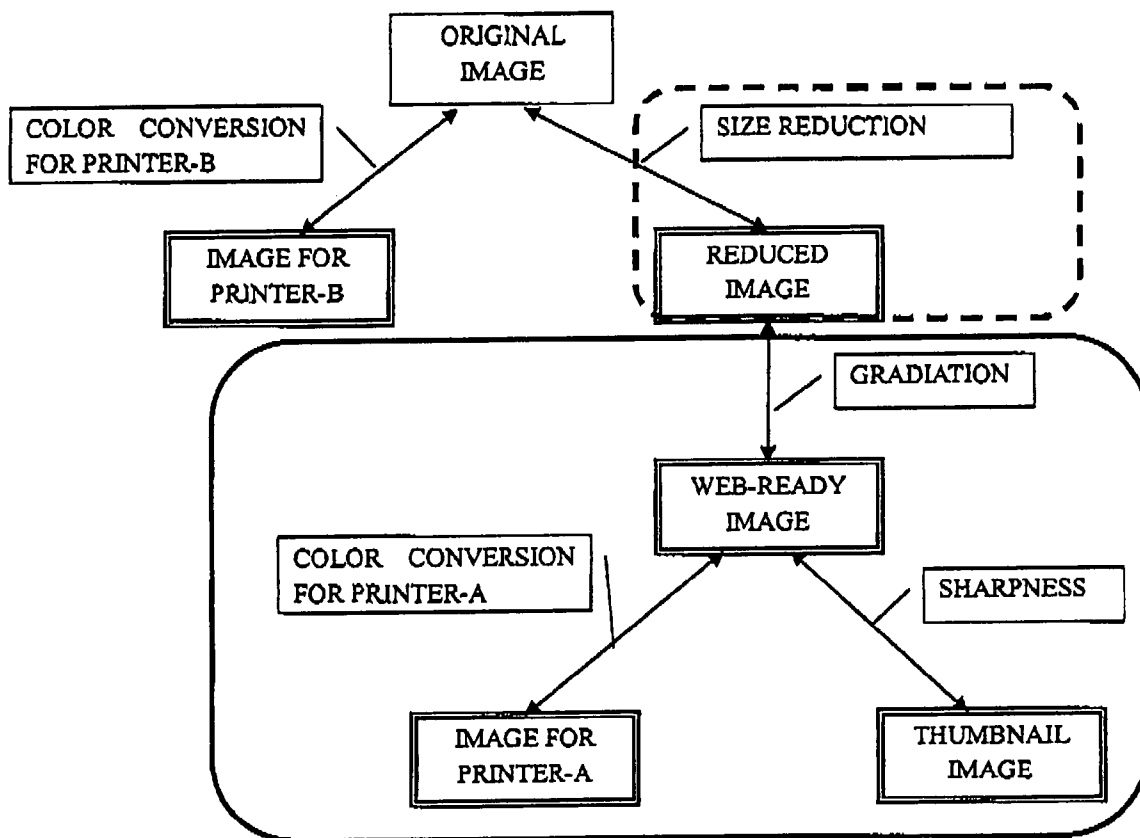 ORIGINAL
IMAGE
COLOR CONVERSION
FOR PRINTER-B
SIZE REDUCTION
IMAGE FOR
PRINTER-B
REDUCED
IMAGE
GRADIATION
WEB-READY
IMAGE
COLOR CONVERSION
FOR PRINTER-A
SHARPNESS
IMAGE FOR
PRINTER-A
THUMBNAIL
IMAGE